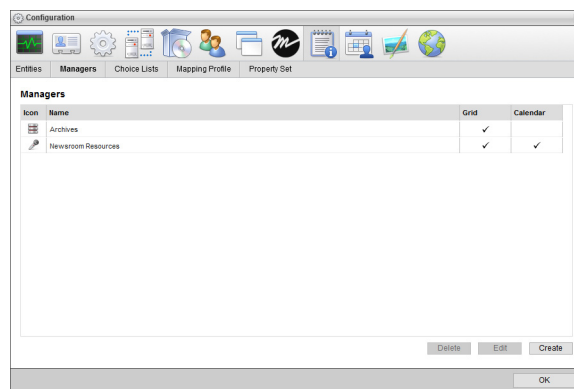 Configuration
Entities Managers Choice Lists Mapping Profile Property Set
Managers
Icon Name Grid Calendar
Archives ✓
Newsroom Resources ✓ ✓
Delete Edit Create
OK